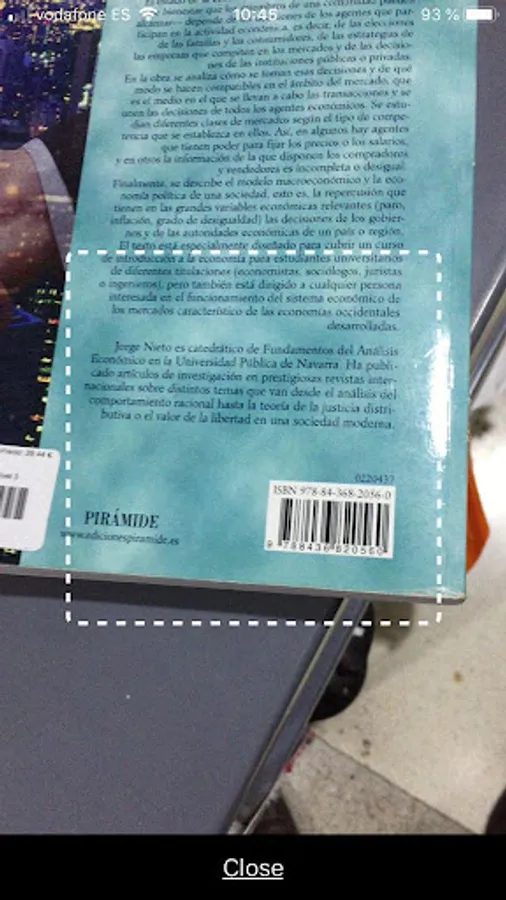 vodafone ES 10:45 93 %
ticipan en la actividad económica, es decir, de las elecciones
de las familias y los consumidores, de las estrategias de
las empresas que compiten en los mercados y de las decisio-
nes de las instituciones públicas o privadas.
En la obra se analiza cómo se toman esas decisiones y de qué
modo se hacen compatibles en el ámbito del mercado, que
es el medio en el que se llevan a cabo las transacciones y se
unen las decisiones de todos los agentes económicos. Se estu-
dian diferentes clases de mercados según el tipo de compe-
tencia que se establezca en ellos. Así, en algunos hay agentes
que tienen poder para fijar los precios o los salarios,
y en otros la información de la que disponen los compradores
y vendedores es incompleta o desigual.
Finalmente, se describe el modelo macroeconómico y la eco-
nomía política de una sociedad, esto es, la repercusión que
tienen en las grandes variables económicas relevantes (paro,
inflación, grado de desigualdad) las decisiones de los gobier-
nos y de las autoridades económicas de un país o región.
El texto está especialmente diseñado para cubrir un curso
de introducción a la economía para estudiantes universitarios
de diferentes titulaciones (economistas, sociólogos, juristas
o ingenieros), pero también está dirigido a cualquier persona
interesada en el funcionamiento del sistema económico de
los mercados característico de las economías occidentales
desarrolladas.
Jorge Nieto es catedrático de Fundamentos del Análisis
Económico en la Universidad Pública de Navarra. Ha publi-
cado artículos de investigación en prestigiosas revistas inter-
nacionales sobre distintos temas que van desde el análisis del
comportamiento racional hasta la teoría de la justicia distri-
butiva o el valor de la libertad en una sociedad moderna.
0220437
ISBN 978-84-368-2056-0
9 788436 820560
PIRÁMIDE
www.edicionespiramide.es
Close